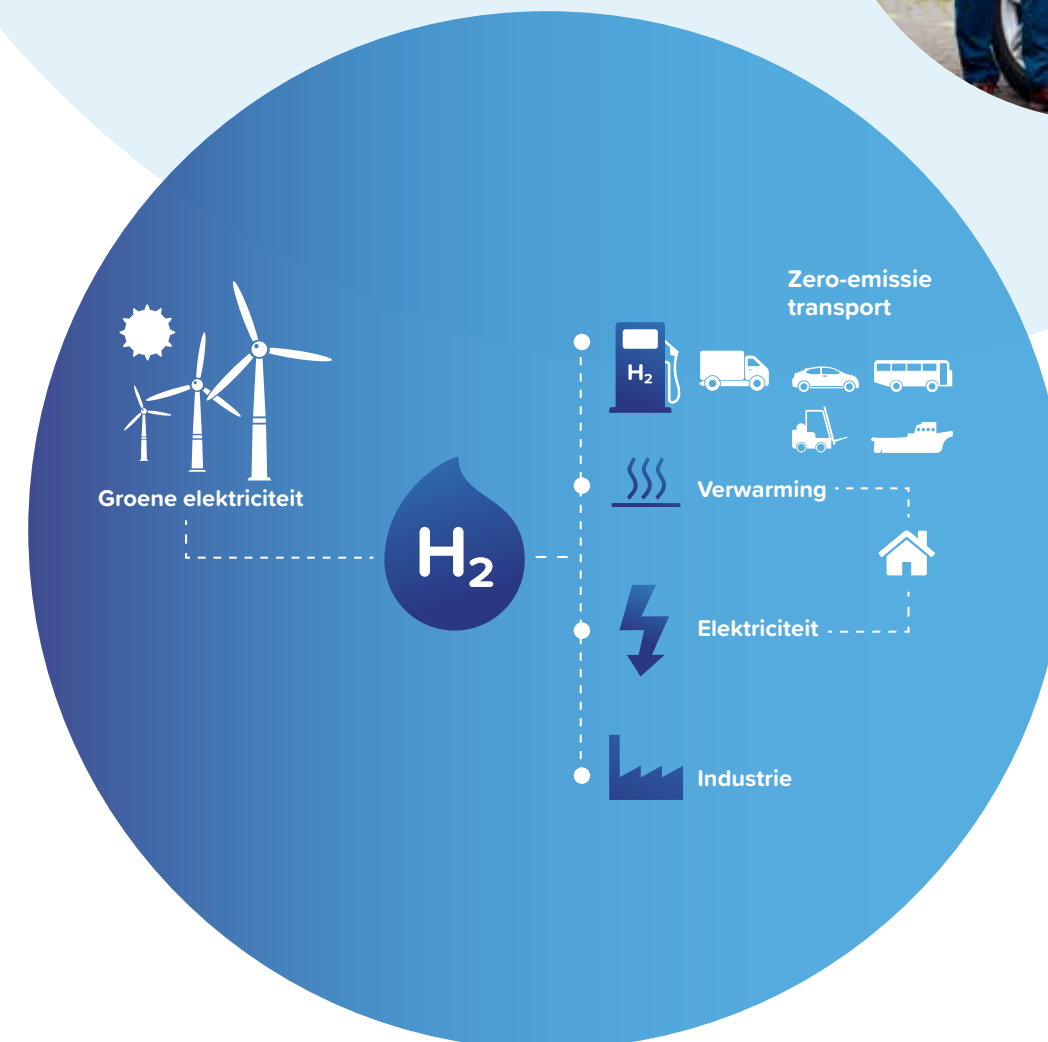 Zero-emissie
transport
H₂
Groene elektriciteit
Verwarming
H₂
Elektriciteit
Industrie